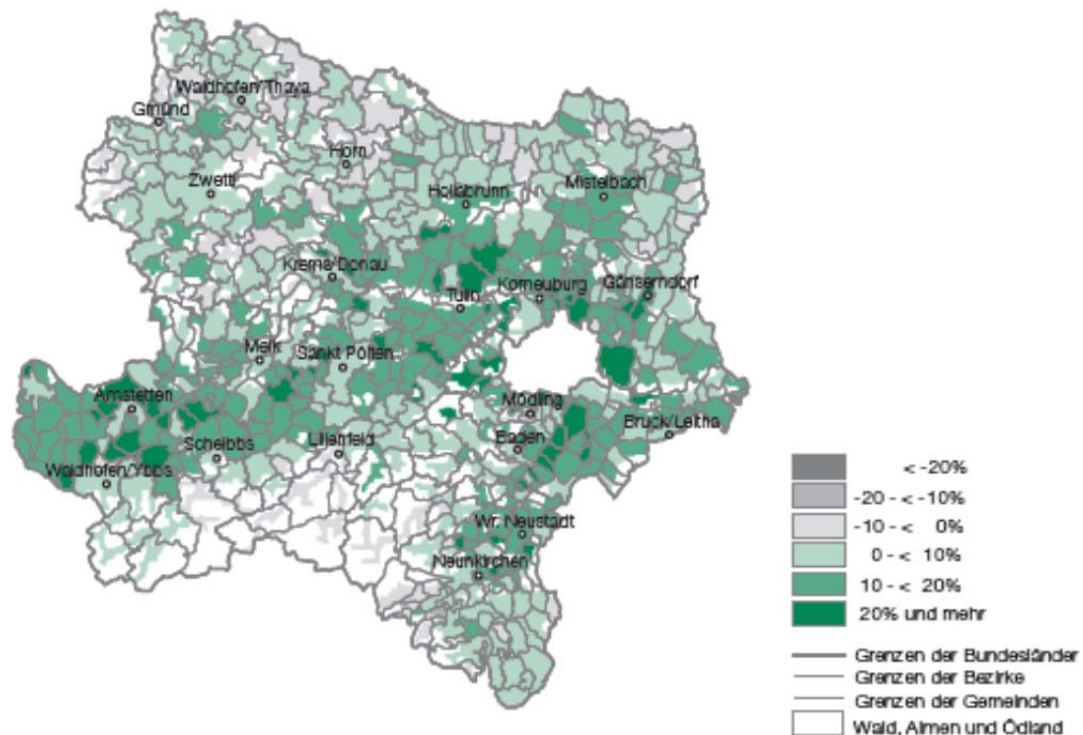 Waidhofen/Thaya
Gmünd
Horn
Zwettl
Hollabrunn
Mistelbach
Krems/Donau
Korneuburg
Gänserndorf
Tulln
Melk
Sankt Pölten
Amstetten
Mödling
Bruck/Leitha
Scheibbs
Lilienfeld
Baden
Waidhofen/Ybbs
Wr. Neustadt
Neunkirchen
< -20%
-20 - < -10%
-10 - < 0%
0 - < 10%
10 - < 20%
20% und mehr
Grenzen der Bundesländer
Grenzen der Bezirke
Grenzen der Gemeinden
Wald, Almen und Ödland